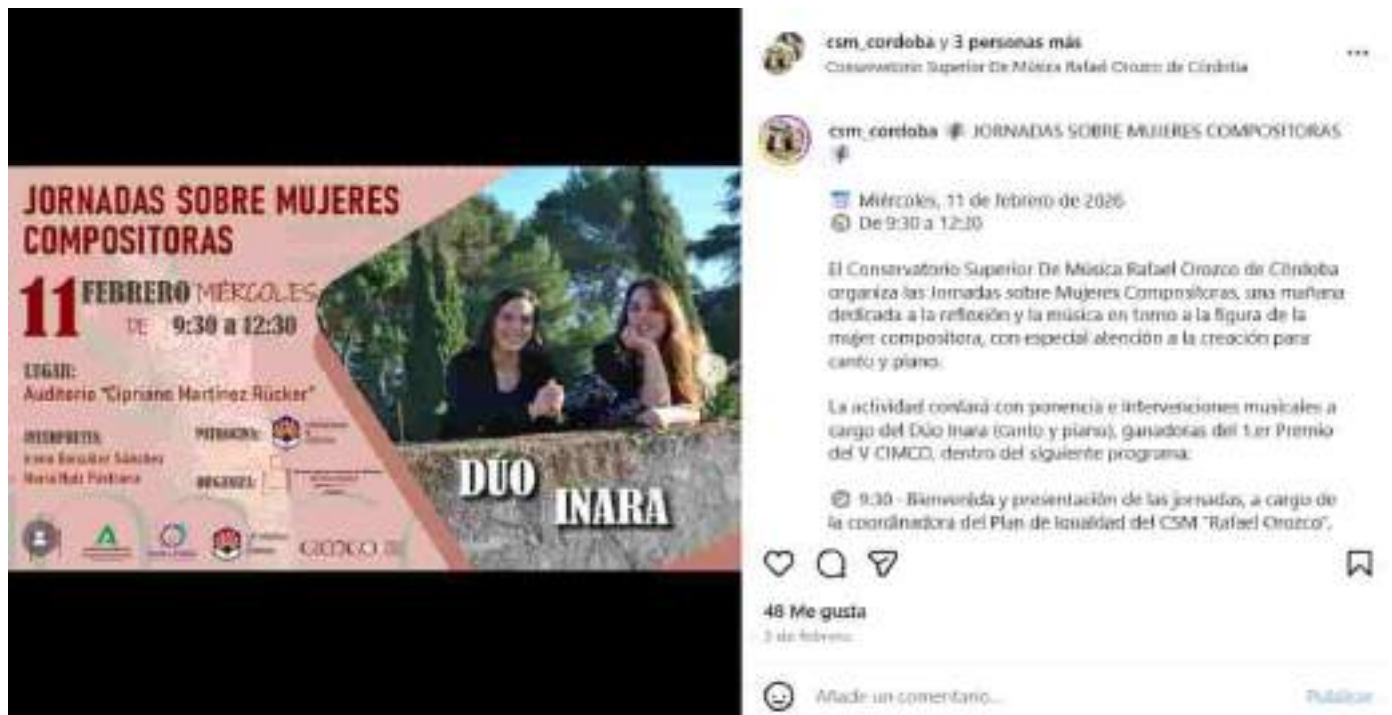 JORNADAS SOBRE MUJERES
COMPOSITORAS
11 FEBRERO MIÉRCOLES
DE 9:30 a 12:30
LUGAR:
Auditorio "Cipriano Martínez Rücker"
INTERPRETA:
PATROCINA:
María Ruiz
ORGANIZA:
DÚO
INARA
CIMCO
csm_cordoba y 3 personas más
Conservatorio Superior De Música Rafael Orozco de Córdoba
csm_cordoba JORNADAS SOBRE MUJERES COMPOSITORAS
Miércoles, 11 de febrero de 2026
De 9:30 a 12:30
El Conservatorio Superior De Música Rafael Orozco de Córdoba
organiza las Jornadas sobre Mujeres Compositoras, una mañana
dedicada a la reflexión y la música en torno a la figura de la
mujer compositora, con especial atención a la creación para
canto y piano.
La actividad contará con ponencia e intervenciones musicales a
cargo del Dúo Inara (canto y piano), ganadoras del 1.er Premio
del V CIMCO, dentro del siguiente programa:
9:30 - Bienvenida y presentación de las jornadas, a cargo de
la coordinadora del Plan de Igualdad del CSM "Rafael Orozco",
48 Me gusta
de febrero
Añade un comentario...
Publicar